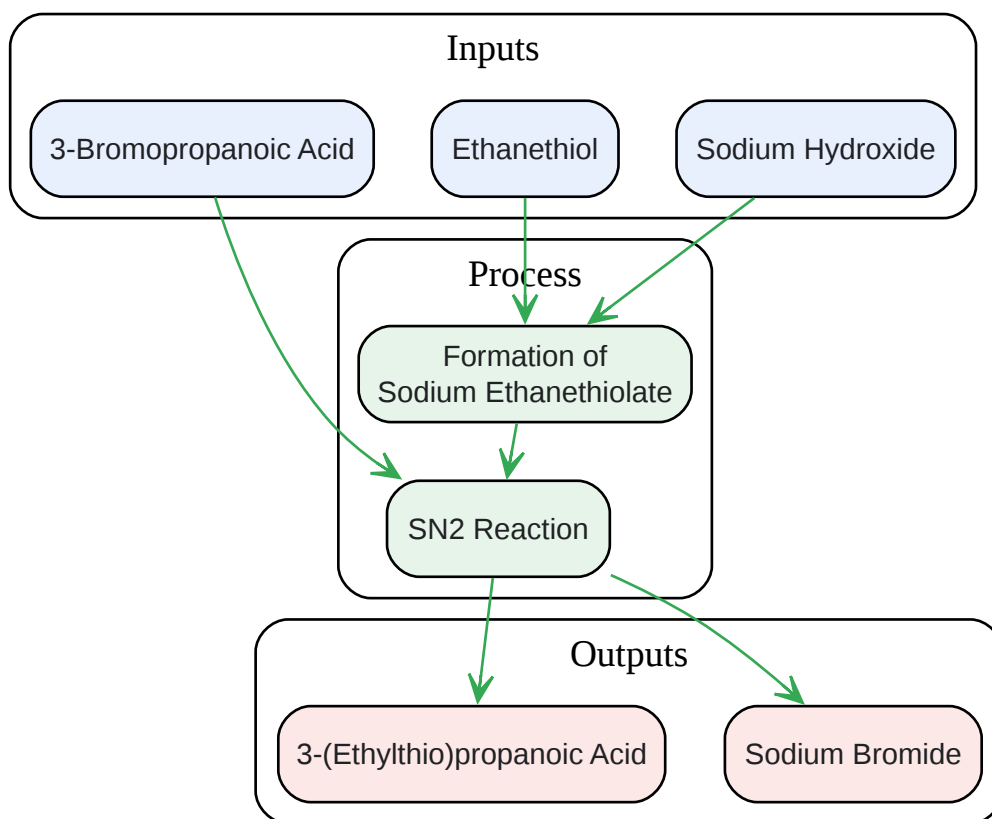 Inputs
3-Bromopropanoic Acid
Ethanethiol
Sodium Hydroxide
Process
Formation of
Sodium Ethanethiolate
SN2 Reaction
Outputs
3-(Ethylthio)propanoic Acid
Sodium Bromide